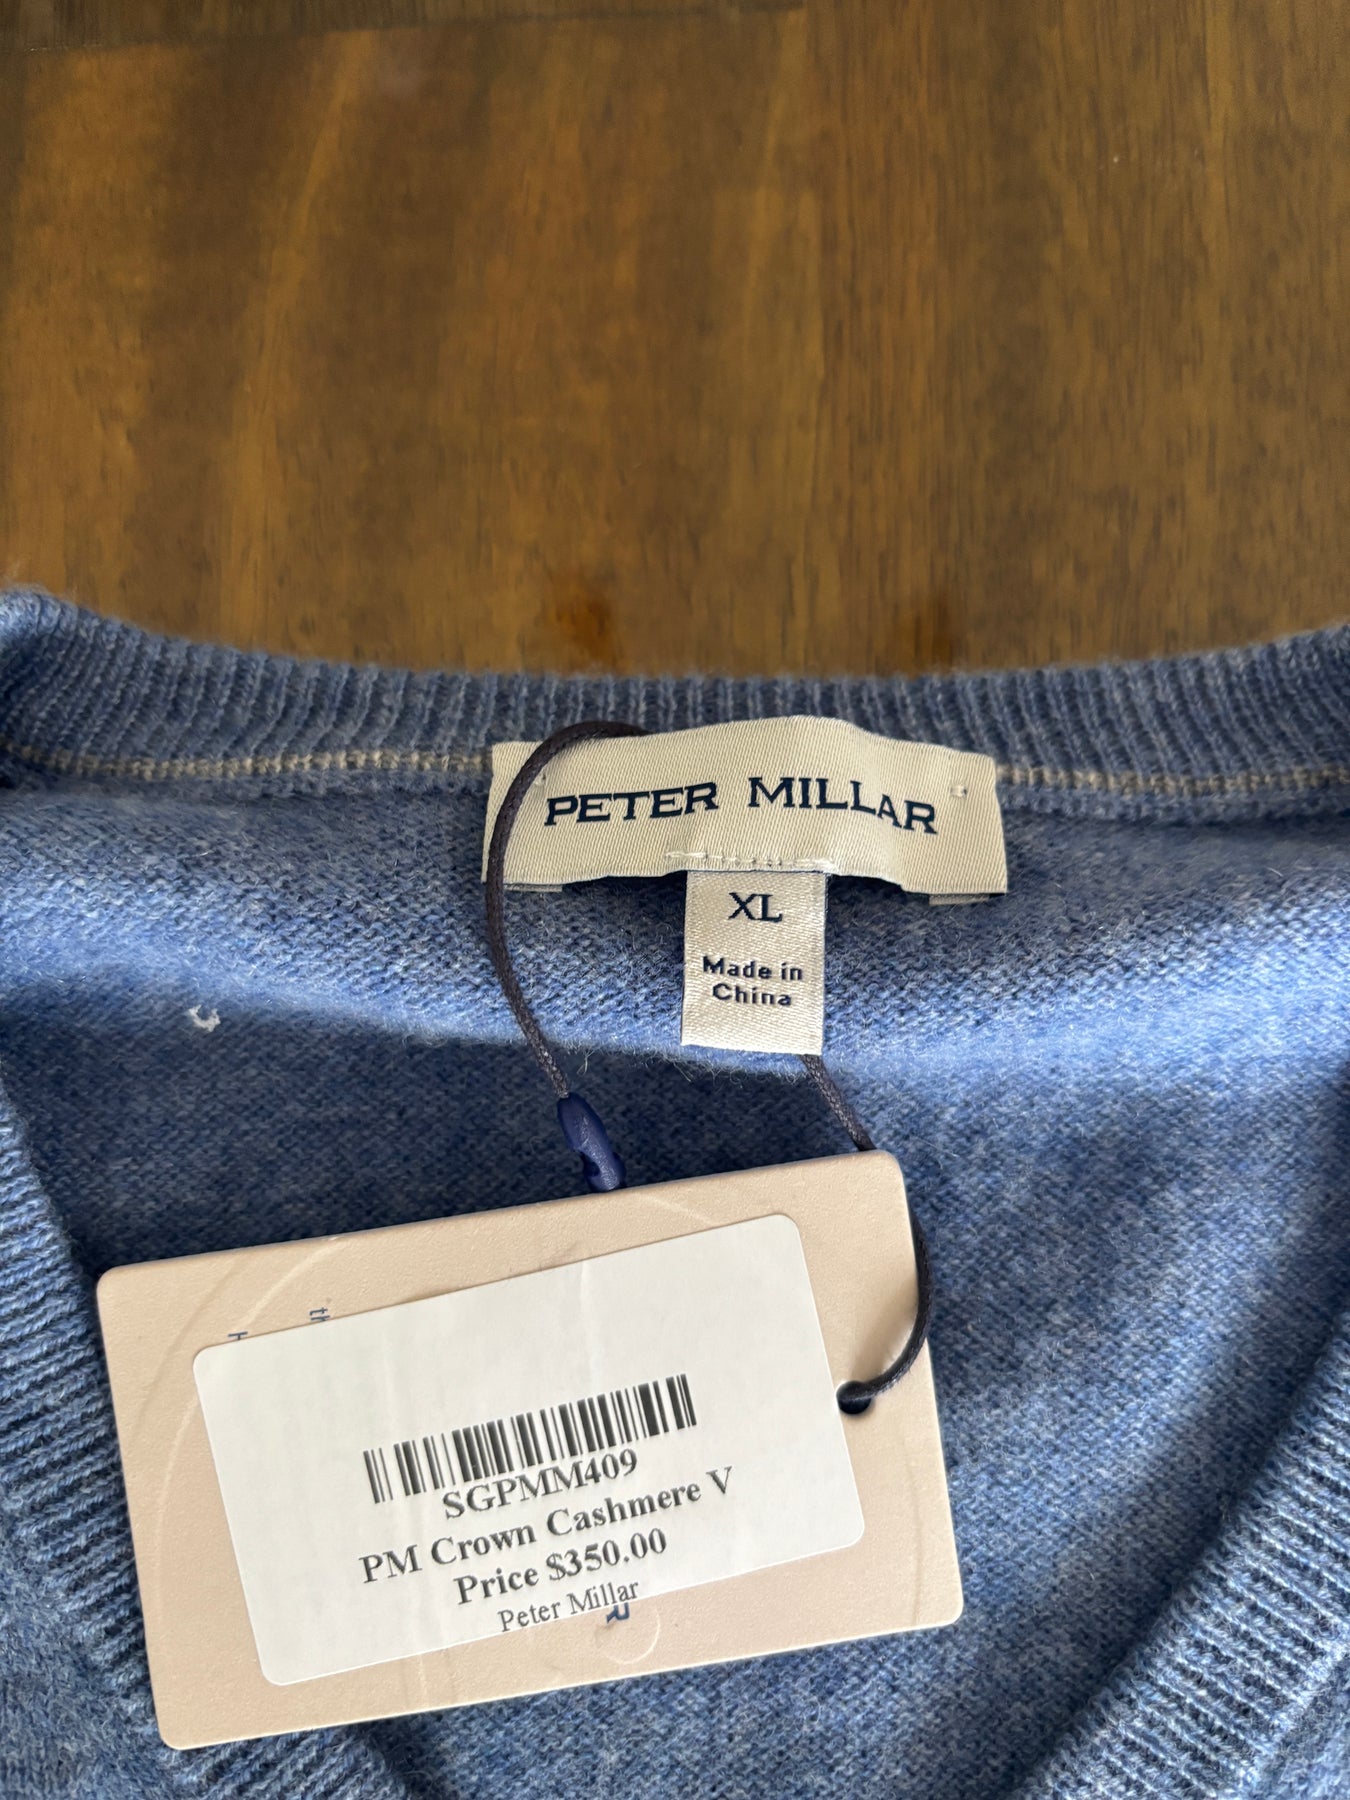 PETER MILLAR
XL
Made in
China
SGPMM409
PM Crown Cashmere V
Price $350.00
Peter Millar